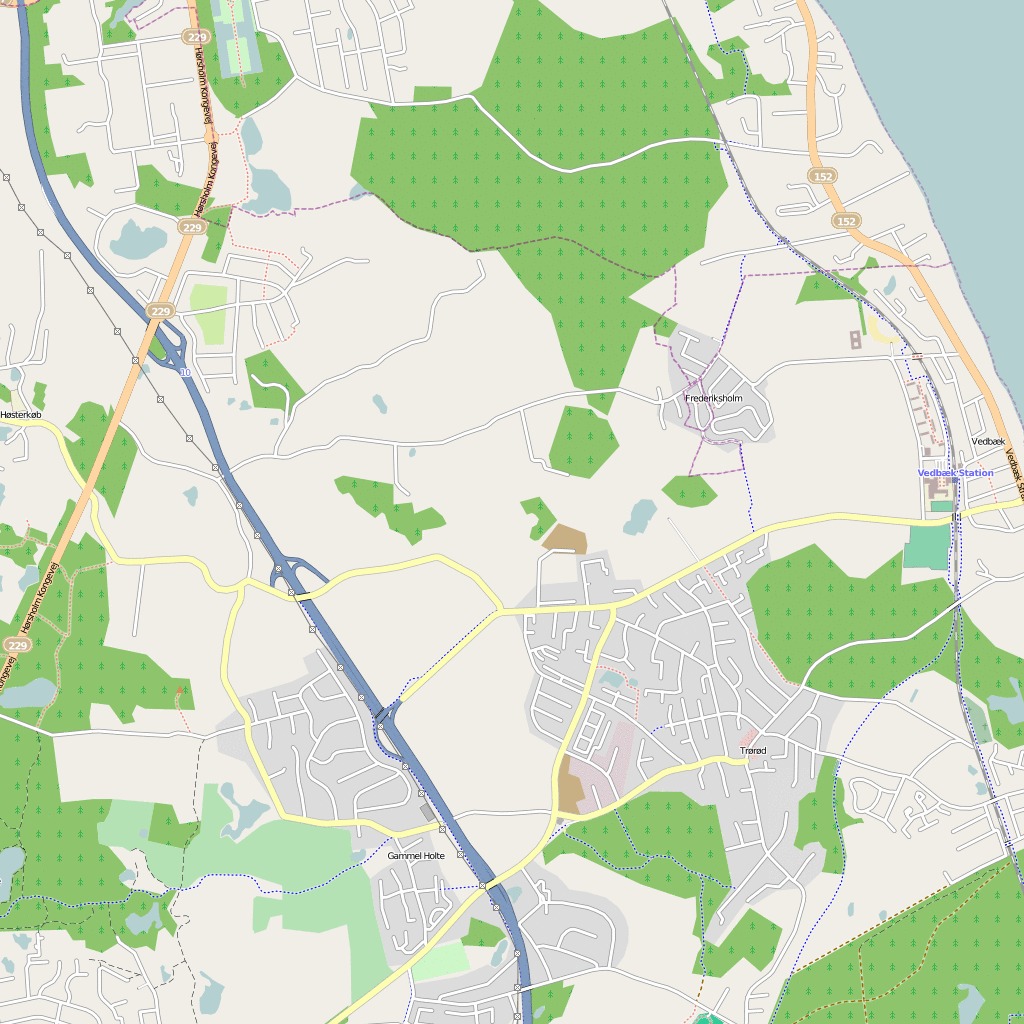 229
Hørsholm Kongevej
Hørsholm Kongevej
152
152
229
229
10
Frederiksholm
Høsterkøb
Vedbæk
Vedbæk Station
Hørsholm Kongevej
229
Trørød
Gammel Holte